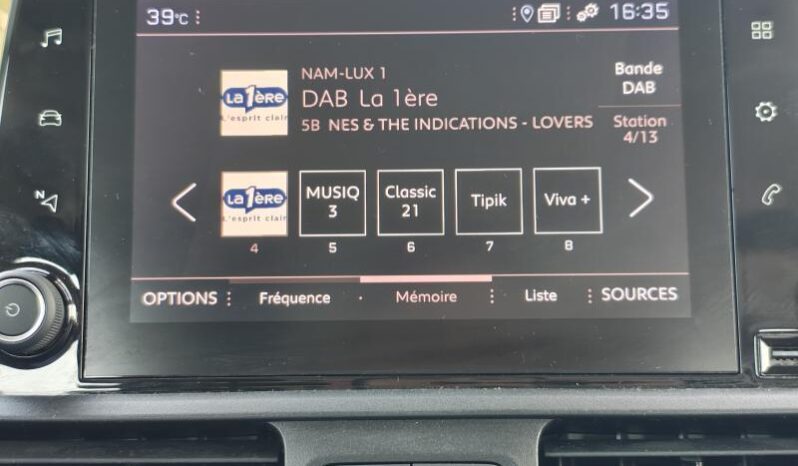 39°C
16:35
NAM-LUX 1
DAB La 1ère
5B NES & THE INDICATIONS - LOVERS
Bande
DAB
Station
4/13
La 1ère
L'esprit clair
La 1ère
L'esprit clair
MUSIQ
3
Classic
21
Tipik
Viva +
4
5
6
7
8
OPTIONS
Fréquence
Mémoire
Liste
SOURCES
N